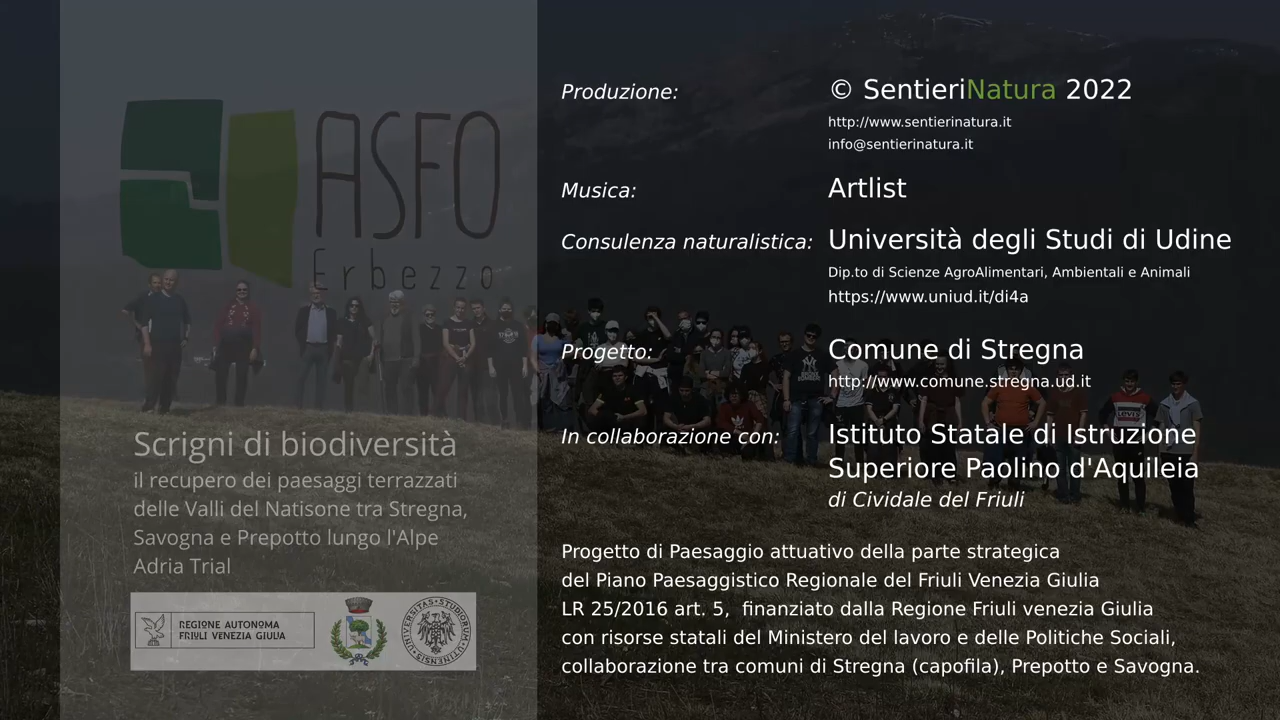 ASFO
Erbezzo
Scrigni di biodiversità
il recupero dei paesaggi terrazzati
delle Valli del Natisone tra Stregna,
Savogna e Prepotto lungo l'Alpe
Adria Trial
REGIONE AUTONOMA
FRIULI VENEZIA GIULIA
UNIVERSITAS STUDIORUM UTINENSIS
Produzione: © SentieriNatura 2022
http://www.sentierinatura.it
info@sentierinatura.it
Musica: Artlist
Consulenza naturalistica: Università degli Studi di Udine
Dip.to di Scienze AgroAlimentari, Ambientali e Animali
https://www.uniud.it/di4a
Progetto: Comune di Stregna
http://www.comune.stregna.ud.it
In collaborazione con: Istituto Statale di Istruzione
Superiore Paolino d'Aquileia
di Cividale del Friuli
Progetto di Paesaggio attuativo della parte strategica
del Piano Paesaggistico Regionale del Friuli Venezia Giulia
LR 25/2016 art. 5, finanziato dalla Regione Friuli venezia Giulia
con risorse statali del Ministero del lavoro e delle Politiche Sociali,
collaborazione tra comuni di Stregna (capofila), Prepotto e Savogna.